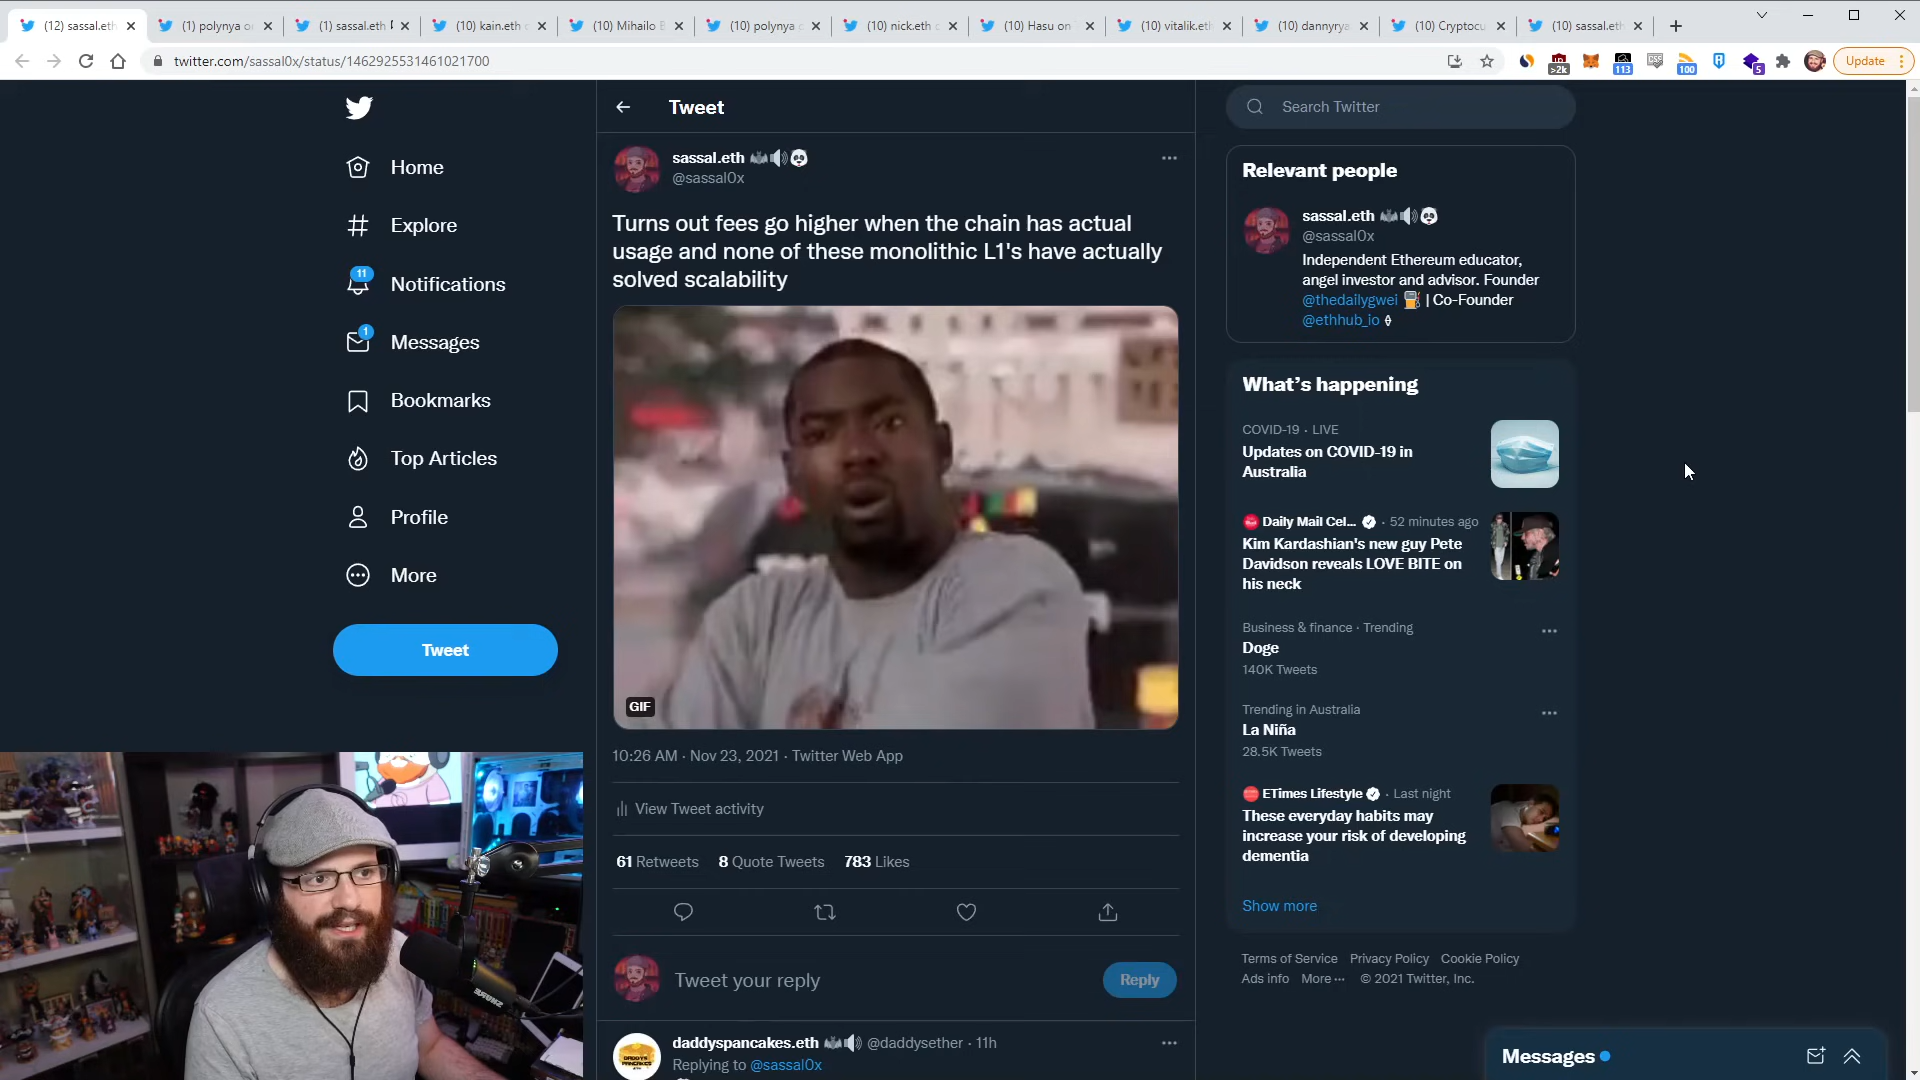 (12) sassal.eth
(1) polynya o
(1) sassal.eth
(10) kain.eth
(10) Mihailo B
(10) polynya
(10) nick.eth
(10) Hasu on
(10) vitalik.eth
(10) dannyrya
(10) Cryptocu
(10) sassal.eth
twitter.com/sassal0x/status/1462925531461021700
>2k
113
CSS
100
5
Update
Home
Explore
11
Notifications
1
Messages
Bookmarks
Top Articles
Profile
More
Tweet
Tweet
sassal.eth
@sassal0x
Turns out fees go higher when the chain has actual
usage and none of these monolithic L1's have actually
solved scalability
GIF
10:26 AM · Nov 23, 2021 · Twitter Web App
View Tweet activity
61 Retweets 8 Quote Tweets 783 Likes
Tweet your reply
Reply
daddyspancakes.eth @daddysether · 11h
Replying to @sassal0x
Search Twitter
Relevant people
sassal.eth
@sassal0x
Independent Ethereum educator,
angel investor and advisor. Founder
@thedailygwei | Co-Founder
@ethhub_io
What's happening
COVID-19 · LIVE
Updates on COVID-19 in
Australia
Daily Mail Cel... · 52 minutes ago
Kim Kardashian's new guy Pete
Davidson reveals LOVE BITE on
his neck
Business & finance · Trending
Doge
140K Tweets
Trending in Australia
La Niña
28.5K Tweets
ETimes Lifestyle · Last night
These everyday habits may
increase your risk of developing
dementia
Show more
Terms of Service Privacy Policy Cookie Policy
Ads info More ··· © 2021 Twitter, Inc.
Messages